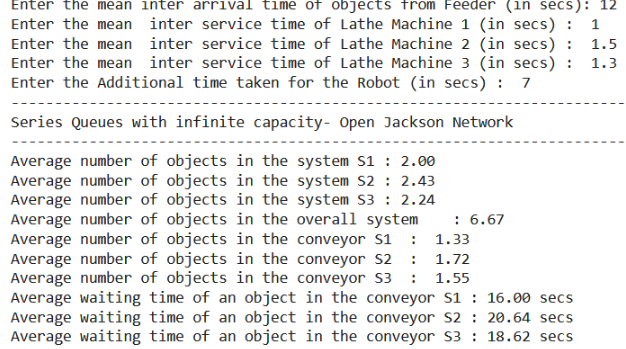 Enter the mean inter arrival time of objects from Feeder (in secs): 12
Enter the mean  inter service time of Lathe Machine 1 (in secs) :  1
Enter the mean  inter service time of Lathe Machine 2 (in secs) :  1.5
Enter the mean  inter service time of Lathe Machine 3 (in secs) :  1.3
Enter the Additional time taken for the Robot (in secs) :  7
----------------------------------------------------------------------
Series Queues with infinite capacity- Open Jackson Network
----------------------------------------------------------------------
Average number of objects in the system S1 : 2.00
Average number of objects in the system S2 : 2.43
Average number of objects in the system S3 : 2.24
Average number of objects in the overall system    : 6.67
Average number of objects in the conveyor S1  :  1.33
Average number of objects in the conveyor S2  :  1.72
Average number of objects in the conveyor S3  :  1.55
Average waiting time of an object in the conveyor S1 : 16.00 secs
Average waiting time of an object in the conveyor S2 : 20.64 secs
Average waiting time of an object in the conveyor S3 : 18.62 secs